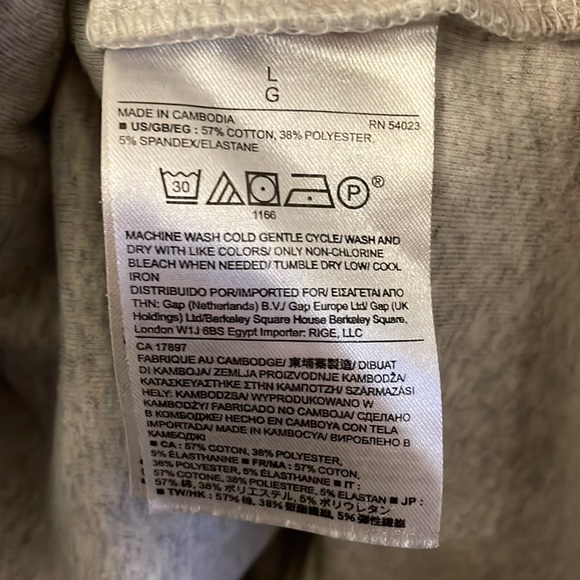 L
G
MADE IN CAMBODIA RN 54023
■ US/GB/EG : 57% COTTON, 38% POLYESTER,
5% SPANDEX/ELASTANE
30 P®
1166
MACHINE WASH COLD GENTLE CYCLE/ WASH AND
DRY WITH LIKE COLORS/ ONLY NON-CHLORINE
BLEACH WHEN NEEDED/ TUMBLE DRY LOW/ COOL
IRON
DISTRIBUIDO POR/IMPORTED FOR/ ΕΙΣΑΓΕΤΑΙ ΑΠΟ
ΤΗΝ: Gap (Netherlands) B.V./ Gap Europe Ltd/ Gap (UK
Holdings) Ltd/Berkeley Square House Berkeley Square,
London W1J 6BS Egypt Importer: RIGE, LLC
CA 17897
FABRIQUE AU CAMBODGE/ 柬埔寨製造/ DIBUAT
DI KAMBOJA/ ZEMLJA PROIZVODNJE KAMBODŽA/
ΚΑΤΑΣΚΕΥΑΣΤΗΚΕ ΣΤΗΝ ΚΑΜΠΟΤΖΗ/ SZÁRMAZÁSI
HELY: KAMBODZSA/ WYPRODUKOWANO W
KAMBODŻY/ FABRICADO NO CAMBOJA/ СДЕЛАНО
В КОМБОДЖЕ/ HECHO EN CAMBOYA CON TELA
IMPORTADA/ MADE IN KAMBOÇYA/ ВИРОБЛЕНО В
КАМБОДЖІ
■ CA : 57% COTON, 38% POLYESTER,
5% ÉLASTHANNE ■ FR/MA : 57% COTON,
38% POLYESTER, 5% ÉLASTHANNE ■ IT :
57% COTONE, 38% POLIESTERE, 5% ELASTAN ■ JP :
57% 綿, 38% ポリエステル, 5% ポリウレタン
■ TW/HK : 57% 棉, 38% 聚酯纖維, 5% 彈性纖維